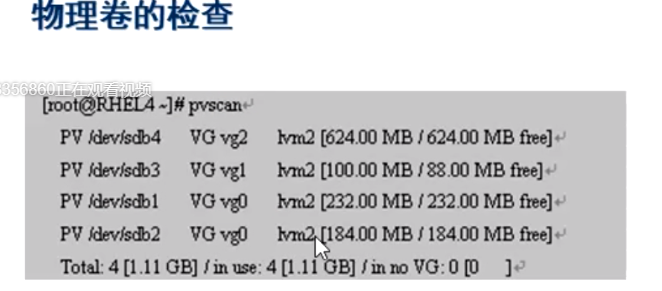 物理卷的检查
356860正在观看视频
[root@RHEL4 ~]# pvscan↵
PV /dev/sdb4 VG vg2 lvm2 [624.00 MB / 624.00 MB free]↵
PV /dev/sdb3 VG vg1 lvm2 [100.00 MB / 88.00 MB free]↵
PV /dev/sdb1 VG vg0 lvm2 [232.00 MB / 232.00 MB free]↵
PV /dev/sdb2 VG vg0 lvm2 [184.00 MB / 184.00 MB free]↵
Total: 4 [1.11 GB] / in use: 4 [1.11 GB] / in no VG: 0 [0 ]↵